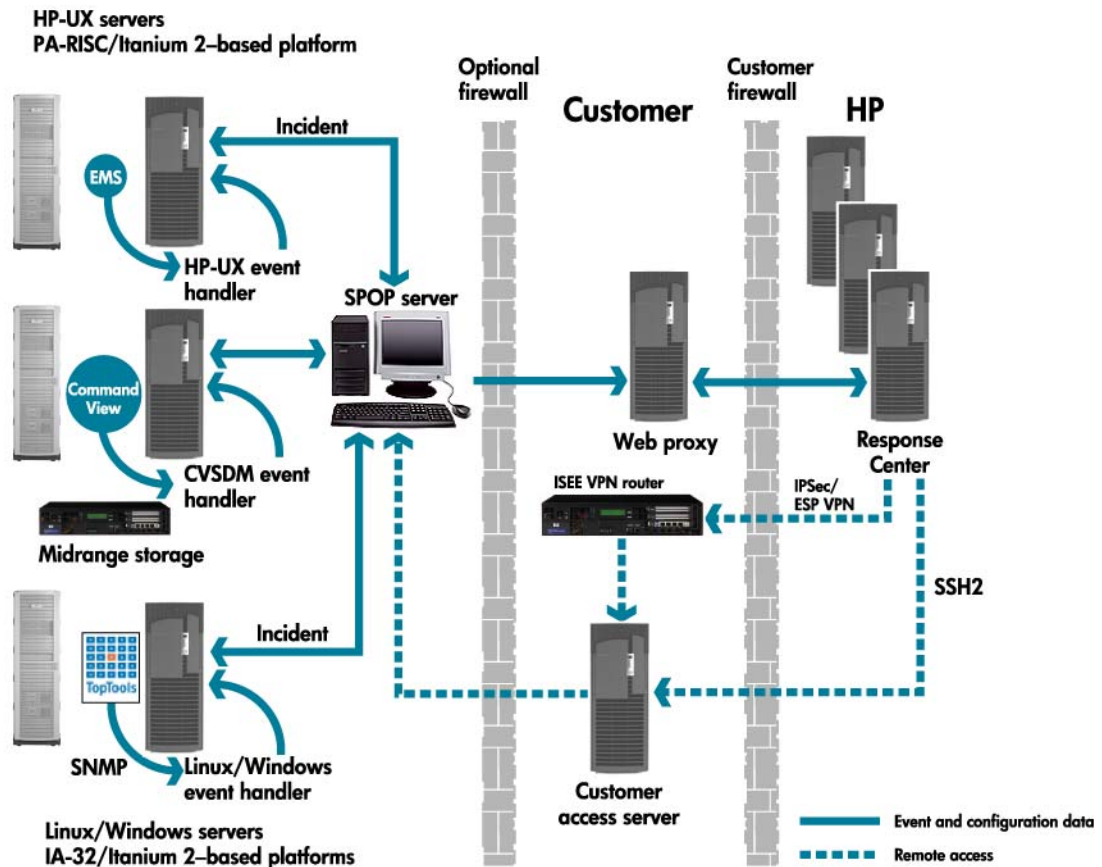 HP-UX servers
PA-RISC/Itanium 2–based platform
Optional
firewall
Customer
Customer
firewall
HP
Incident
EMS
HP-UX event
handler
SPOP server
Command
View
CVSDM event
handler
Midrange storage
Web proxy
Response
Center
ISEE VPN router
IPSec/
ESP VPN
SSH2
Incident
TopTools
SNMP
Linux/Windows
event handler
Customer
access server
Linux/Windows servers
IA-32/Itanium 2–based platforms
Event and configuration data
Remote access